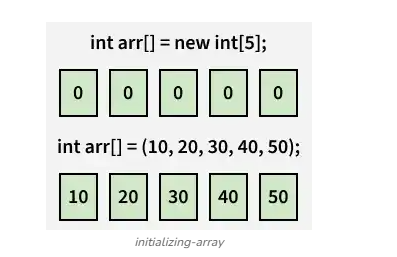 int arr[] = new int[5];
0 0 0 0 0
int arr[] = (10, 20, 30, 40, 50);
10 20 30 40 50
initializing-array